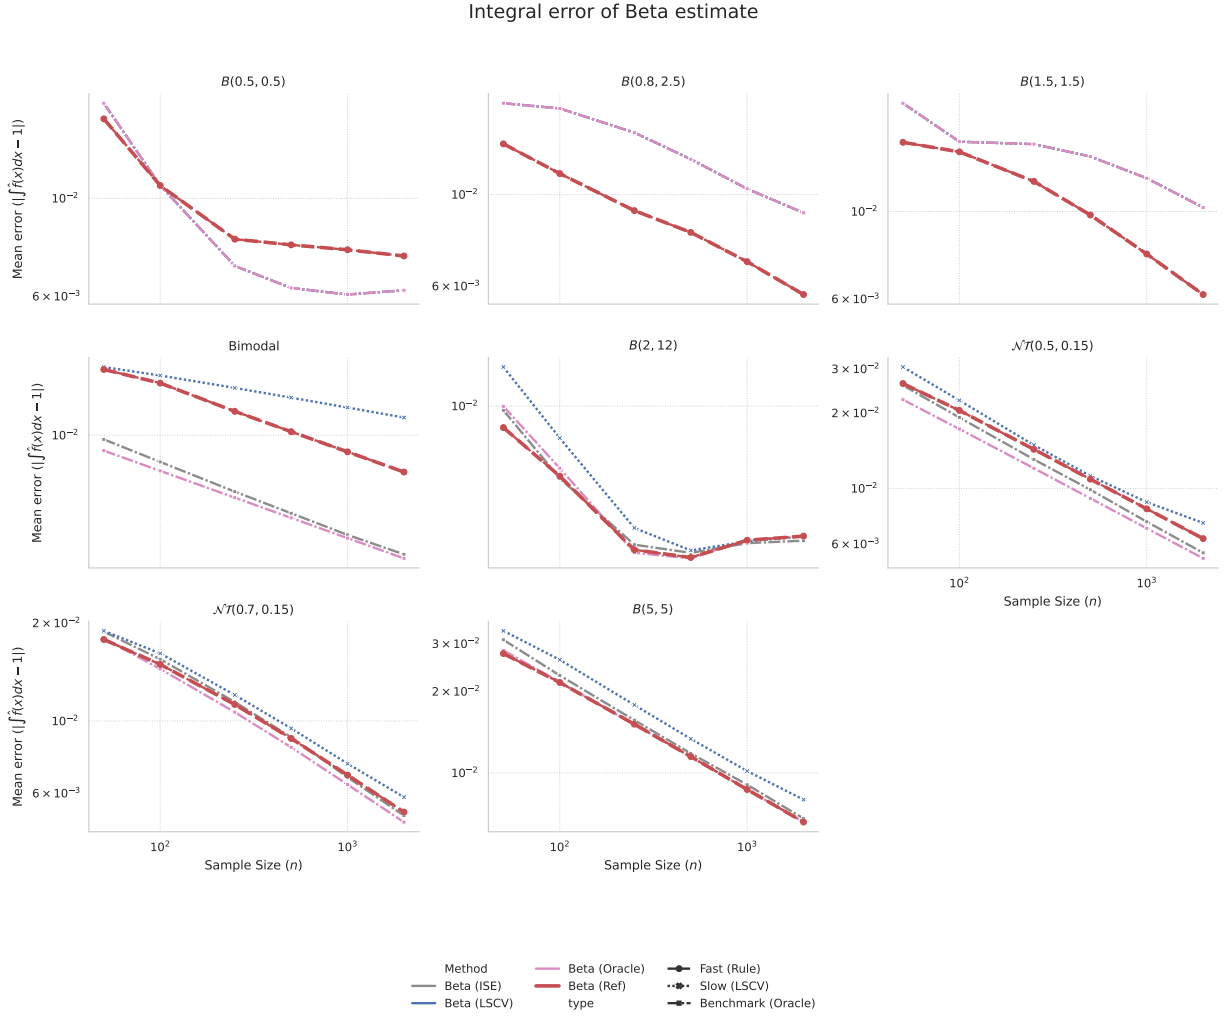 Integral error of Beta estimate
B(0.5, 0.5)
B(0.8, 2.5)
B(1.5, 1.5)
Mean error (|∫f̂(x)dx − 1|)
10⁻²
6 × 10⁻³
10⁻²
6 × 10⁻³
10⁻²
6 × 10⁻³
Bimodal
B(2, 12)
𝒩𝒯(0.5, 0.15)
Mean error (|∫f̂(x)dx − 1|)
10⁻²
10⁻²
3 × 10⁻²
2 × 10⁻²
10⁻²
6 × 10⁻³
10² 10³
Sample Size (n)
𝒩𝒯(0.7, 0.15)
B(5, 5)
Mean error (|∫f̂(x)dx − 1|)
2 × 10⁻²
10⁻²
6 × 10⁻³
3 × 10⁻²
2 × 10⁻²
10⁻²
10² 10³
10² 10³
Sample Size (n)
Sample Size (n)
Method
Beta (ISE)
Beta (LSCV)
Beta (Oracle)
Beta (Ref)
type
Fast (Rule)
Slow (LSCV)
Benchmark (Oracle)